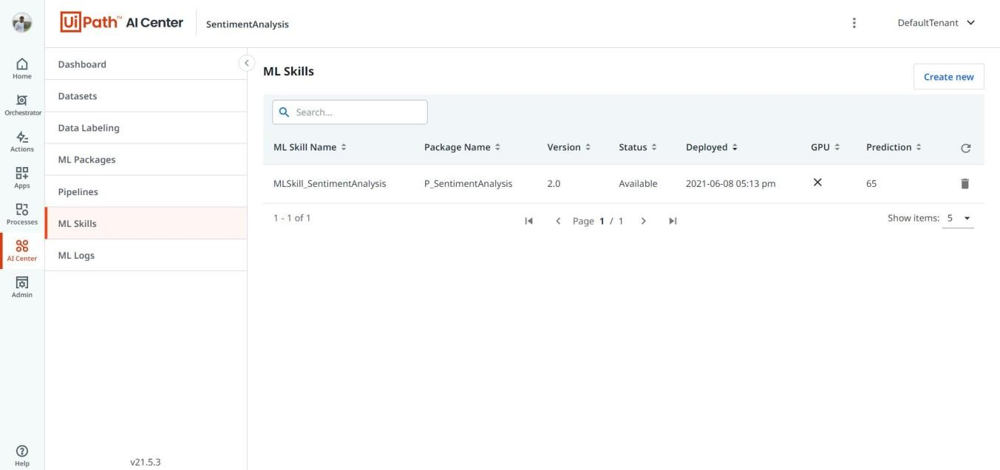 UiPath™ AI Center
SentimentAnalysis
DefaultTenant
Home
Orchestrator
Actions
Apps
Processes
AI Center
Admin
Help
Dashboard
Datasets
Data Labeling
ML Packages
Pipelines
ML Skills
ML Logs
v21.5.3
ML Skills
Create new
Search...
ML Skill Name Package Name Version Status Deployed GPU Prediction
MLSkill_SentimentAnalysis P_SentimentAnalysis 2.0 Available 2021-06-08 05:13 pm 65
1 - 1 of 1 Page 1 / 1 Show items: 5